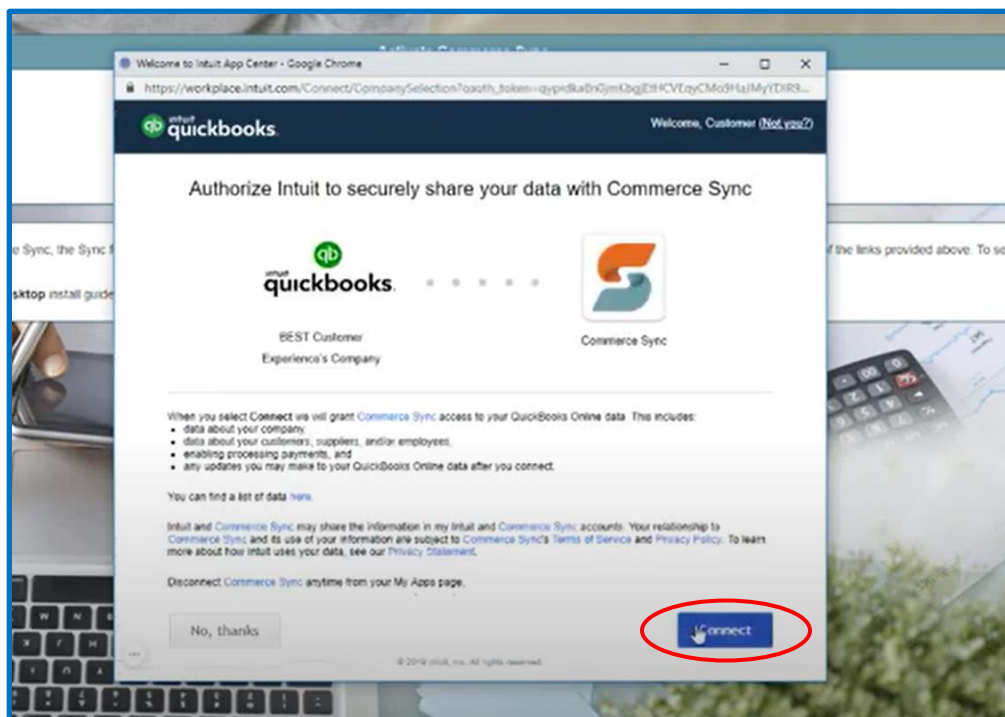 Activate Commerce Sync
Welcome to Intuit App Center - Google Chrome
https://workplace.intuit.com/Connect/CompanySelection?oauth_token=
intuit
quickbooks.
Welcome, Customer (Not you?)
Authorize Intuit to securely share your data with Commerce Sync
intuit
quickbooks.
BEST Customer
Experience's Company
Commerce Sync
e Sync, the Sync f
f the links provided above. To se
sktop install guide
When you select Connect we will grant Commerce Sync access to your QuickBooks Online data. This includes:
• data about your company,
• data about your customers, suppliers, and/or employees,
• enabling processing payments, and
• any updates you may make to your QuickBooks Online data after you connect.
You can find a list of data here.
Intuit and Commerce Sync may share the information in my Intuit and Commerce Sync accounts. Your relationship to
Commerce Sync and its use of your information are subject to Commerce Sync's Terms of Service and Privacy Policy. To learn
more about how Intuit uses your data, see our Privacy Statement.
Disconnect Commerce Sync anytime from your My Apps page.
No, thanks
Connect
© 2019 Intuit, Inc. All rights reserved.